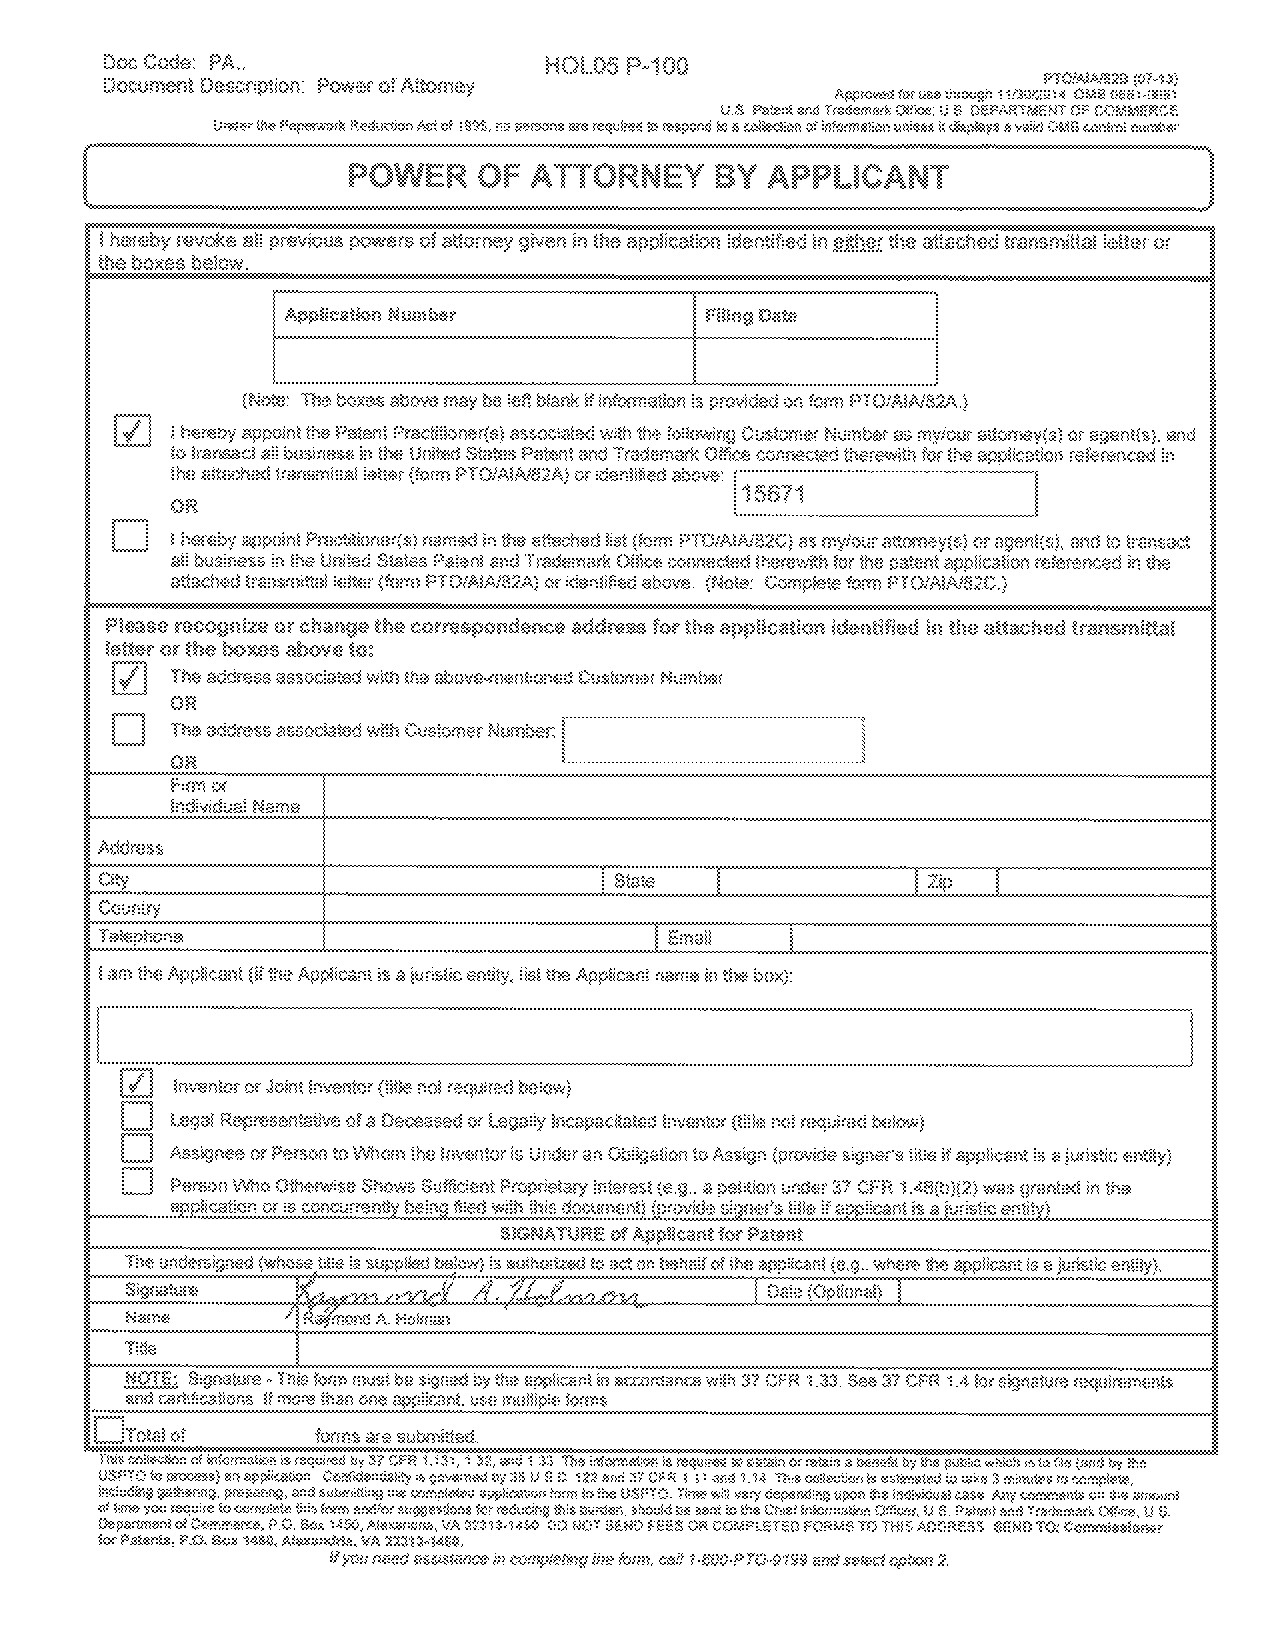 Doc Code: PA..
HOL05 P-100
Document Description: Power of Attorney
PTO/AIA/82B (07-13)
Approved for use through 11/30/2014. OMB 0651-0051
U.S. Patent and Trademark Office; U.S. DEPARTMENT OF COMMERCE
Under the Paperwork Reduction Act of 1995, no persons are required to respond to a collection of information unless it displays a valid OMB control number
POWER OF ATTORNEY BY APPLICANT
I hereby revoke all previous powers of attorney given in the application identified in either the attached transmittal letter or
the boxes below.
Application Number
Filing Date
(Note: The boxes above may be left blank if information is provided on form PTO/AIA/82A.)
✓ I hereby appoint the Patent Practitioner(s) associated with the following Customer Number as my/our attorney(s) or agent(s), and
to transact all business in the United States Patent and Trademark Office connected therewith for the application referenced in
the attached transmittal letter (form PTO/AIA/82A) or identified above:
15671
OR
I hereby appoint Practitioner(s) named in the attached list (form PTO/AIA/82C) as my/our attorney(s) or agent(s), and to transact
all business in the United States Patent and Trademark Office connected therewith for the patent application referenced in the
attached transmittal letter (form PTO/AIA/82A) or identified above. (Note: Complete form PTO/AIA/82C.)
Please recognize or change the correspondence address for the application identified in the attached transmittal
letter or the boxes above to:
✓ The address associated with the above-mentioned Customer Number
OR
The address associated with Customer Number:
OR
Firm or
Individual Name
Address
City
State
Zip
Country
Telephone
Email
I am the Applicant (if the Applicant is a juristic entity, list the Applicant name in the box):
✓ Inventor or Joint Inventor (title not required below)
Legal Representative of a Deceased or Legally Incapacitated Inventor (title not required below)
Assignee or Person to Whom the Inventor is Under an Obligation to Assign (provide signer's title if applicant is a juristic entity)
Person Who Otherwise Shows Sufficient Proprietary Interest (e.g., a petition under 37 CFR 1.46(b)(2) was granted in the
application or is concurrently being filed with this document) (provide signer's title if applicant is a juristic entity)
SIGNATURE of Applicant for Patent
The undersigned (whose title is supplied below) is authorized to act on behalf of the applicant (e.g., where the applicant is a juristic entity).
Signature
Raymond A. Holman
Date (Optional)
Name
Raymond A. Holman
Title
NOTE: Signature - This form must be signed by the applicant in accordance with 37 CFR 1.33. See 37 CFR 1.4 for signature requirements
and certifications. If more than one applicant, use multiple forms.
Total of
forms are submitted.
This collection of information is required by 37 CFR 1.131, 1.32, and 1.33. The information is required to obtain or retain a benefit by the public which is to file (and by the
USPTO to process) an application. Confidentiality is governed by 35 U.S.C. 122 and 37 CFR 1.11 and 1.14. This collection is estimated to take 3 minutes to complete,
including gathering, preparing, and submitting the completed application form to the USPTO. Time will vary depending upon the individual case. Any comments on the amount
of time you require to complete this form and/or suggestions for reducing this burden, should be sent to the Chief Information Officer, U.S. Patent and Trademark Office, U.S.
Department of Commerce, P.O. Box 1450, Alexandria, VA 22313-1450. DO NOT SEND FEES OR COMPLETED FORMS TO THIS ADDRESS. SEND TO: Commissioner
for Patents, P.O. Box 1450, Alexandria, VA 22313-1450.
If you need assistance in completing the form, call 1-800-PTO-9199 and select option 2.